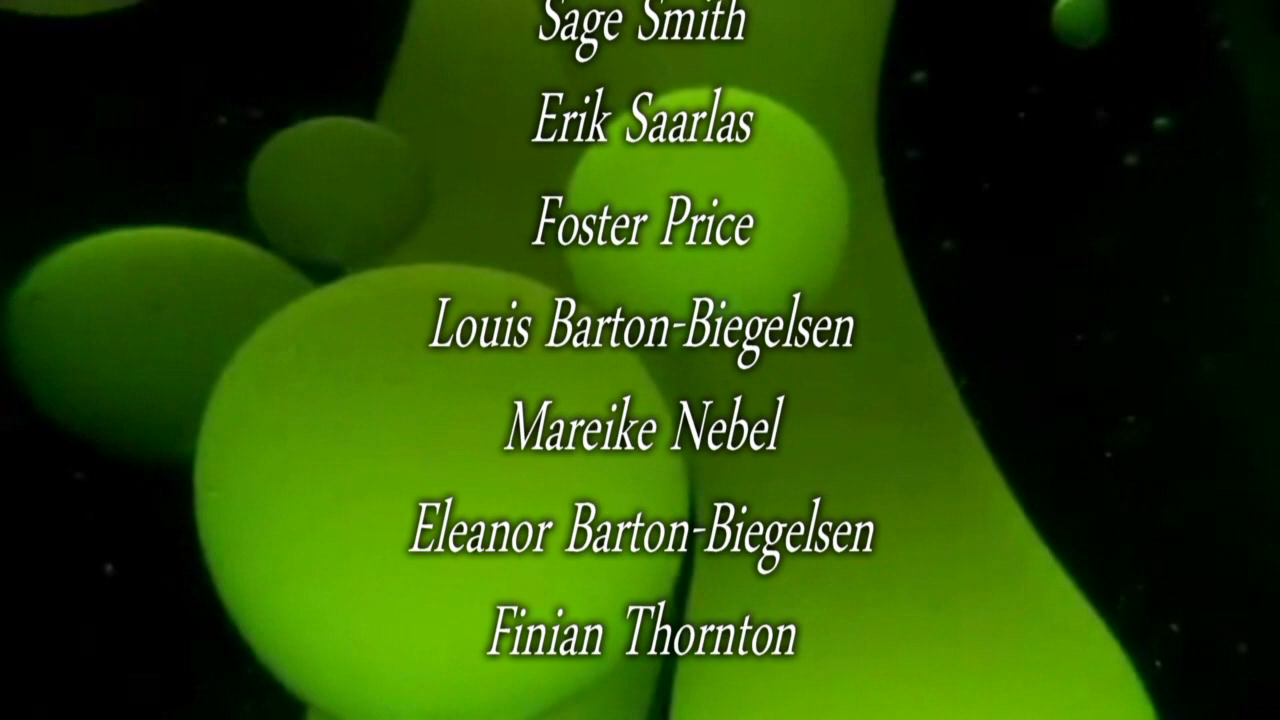 Sage Smith
Erik Saarlas
Foster Price
Louis Barton-Biegelsen
Mareike Nebel
Eleanor Barton-Biegelsen
Finian Thornton